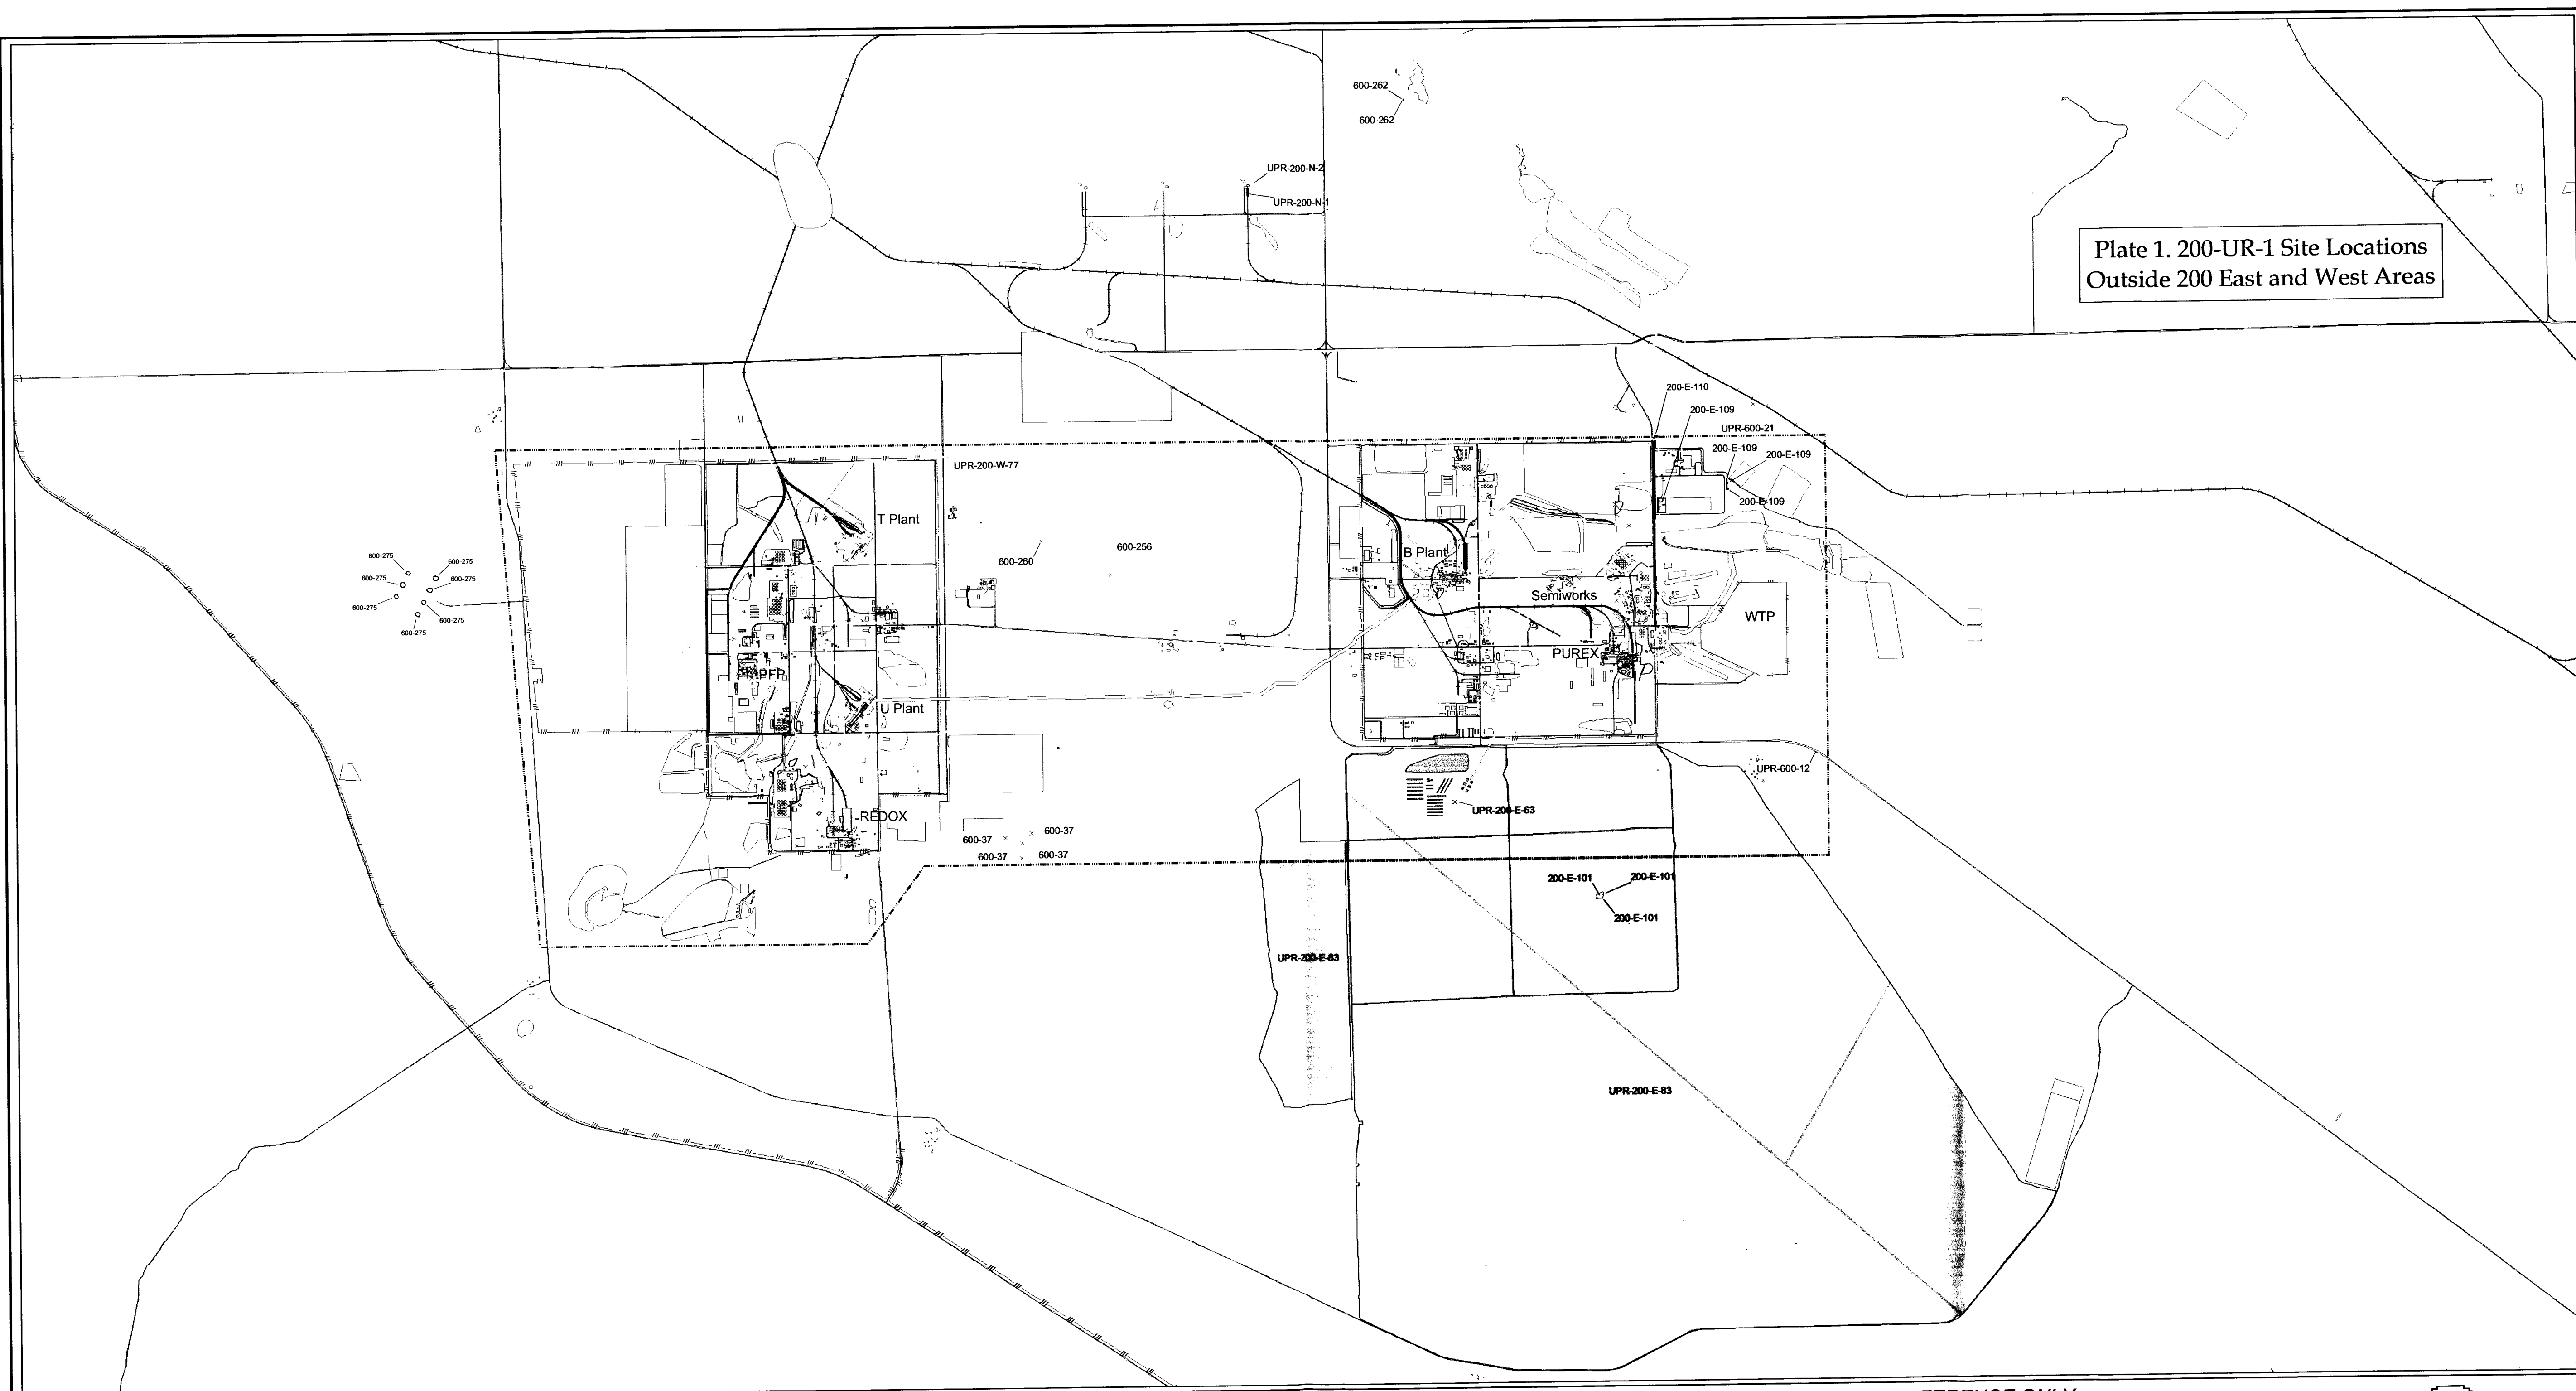 600-262
600-262
UPR-200-N-2
UPR-200-N-1
Plate 1. 200-UR-1 Site Locations
Outside 200 East and West Areas
200-E-110
200-E-109
UPR-600-21
200-E-109
200-E-109
200-E-109
UPR-200-W-77
T Plant
600-260
600-256
600-275
600-275
600-275
600-275
600-275
600-275
600-275
B Plant
Semiworks
WTP
PUREX
PFP
U Plant
REDOX
600-37
600-37
600-37
600-37
UPR-600-12
UPR-200-E-63
200-E-101
200-E-101
200-E-101
UPR-200-E-83
UPR-200-E-83